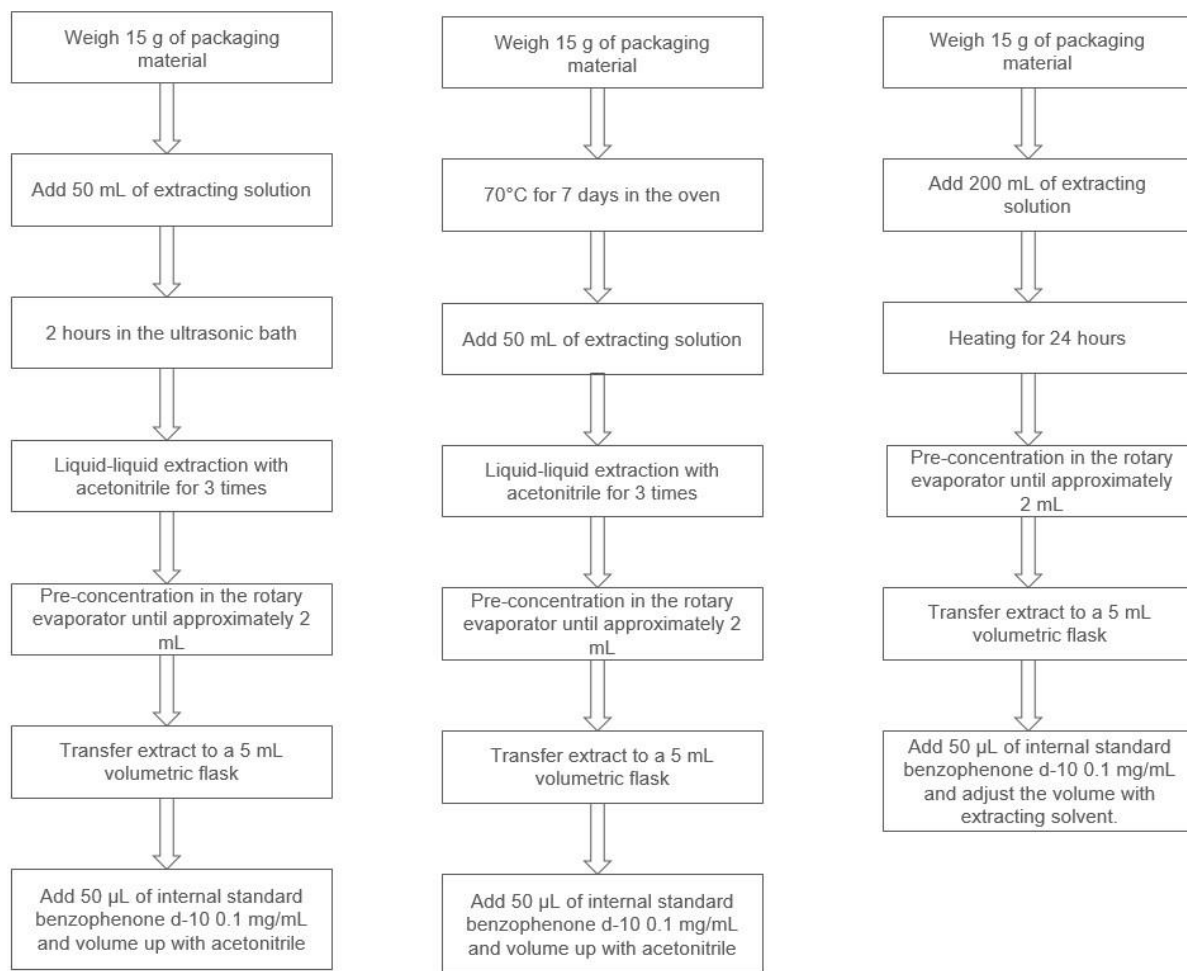 Weigh 15 g of packaging
material
Add 50 mL of extracting solution
2 hours in the ultrasonic bath
Liquid-liquid extraction with
acetonitrile for 3 times
Pre-concentration in the rotary
evaporator until approximately 2
mL
Transfer extract to a 5 mL
volumetric flask
Add 50 µL of internal standard
benzophenone d-10 0.1 mg/mL
and volume up with acetonitrile
Weigh 15 g of packaging
material
70°C for 7 days in the oven
Add 50 mL of extracting solution
Liquid-liquid extraction with
acetonitrile for 3 times
Pre-concentration in the rotary
evaporator until approximately 2
mL
Transfer extract to a 5 mL
volumetric flask
Add 50 µL of internal standard
benzophenone d-10 0.1 mg/mL
and volume up with acetonitrile
Weigh 15 g of packaging
material
Add 200 mL of extracting
solution
Heating for 24 hours
Pre-concentration in the rotary
evaporator until approximately
2 mL
Transfer extract to a 5 mL
volumetric flask
Add 50 µL of internal standard
benzophenone d-10 0.1 mg/mL
and adjust the volume with
extracting solvent.